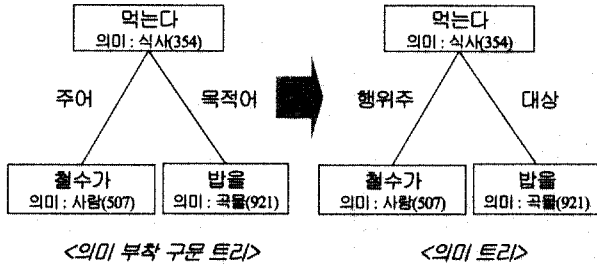 먹는다
의미 : 식사(354)
주어
목적어
철수가
의미 : 사람(507)
밥을
의미 : 곡물(921)
<의미 부착 구문 트리>
먹는다
의미 : 식사(354)
행위주
대상
철수가
의미 : 사람(507)
밥을
의미 : 곡물(921)
<의미 트리>